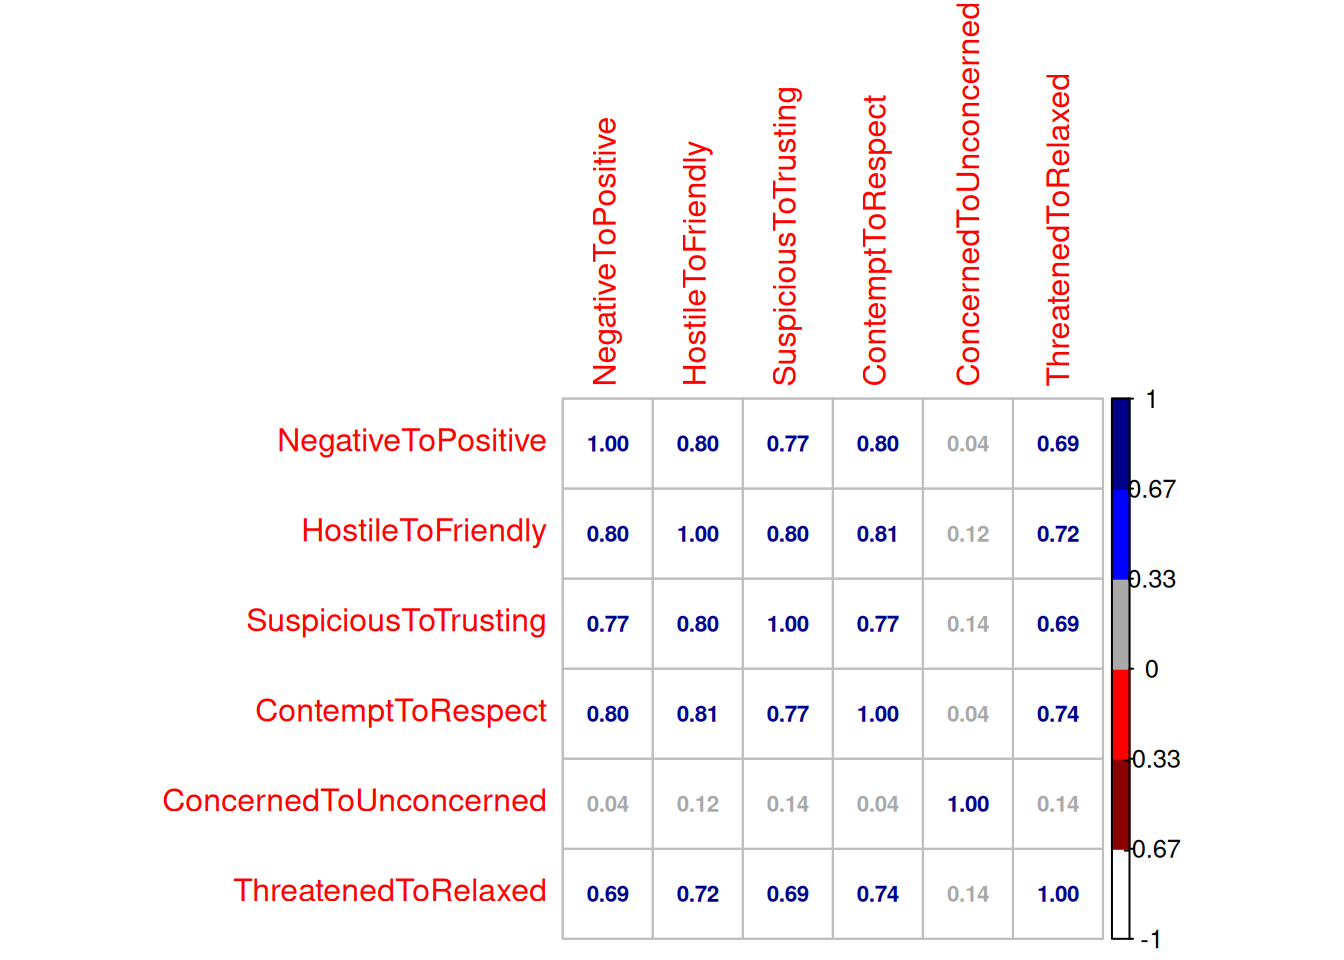 NegativeToPositive
HostileToFriendly
SuspiciousToTrusting
ContemptToRespect
ConcernedToUnconcerned
ThreatenedToRelaxed
NegativeToPositive 1.00 0.80 0.77 0.80 0.04 0.69
HostileToFriendly 0.80 1.00 0.80 0.81 0.12 0.72
SuspiciousToTrusting 0.77 0.80 1.00 0.77 0.14 0.69
ContemptToRespect 0.80 0.81 0.77 1.00 0.04 0.74
ConcernedToUnconcerned 0.04 0.12 0.14 0.04 1.00 0.14
ThreatenedToRelaxed 0.69 0.72 0.69 0.74 0.14 1.00
1
0.67
0.33
0
-0.33
-0.67
-1